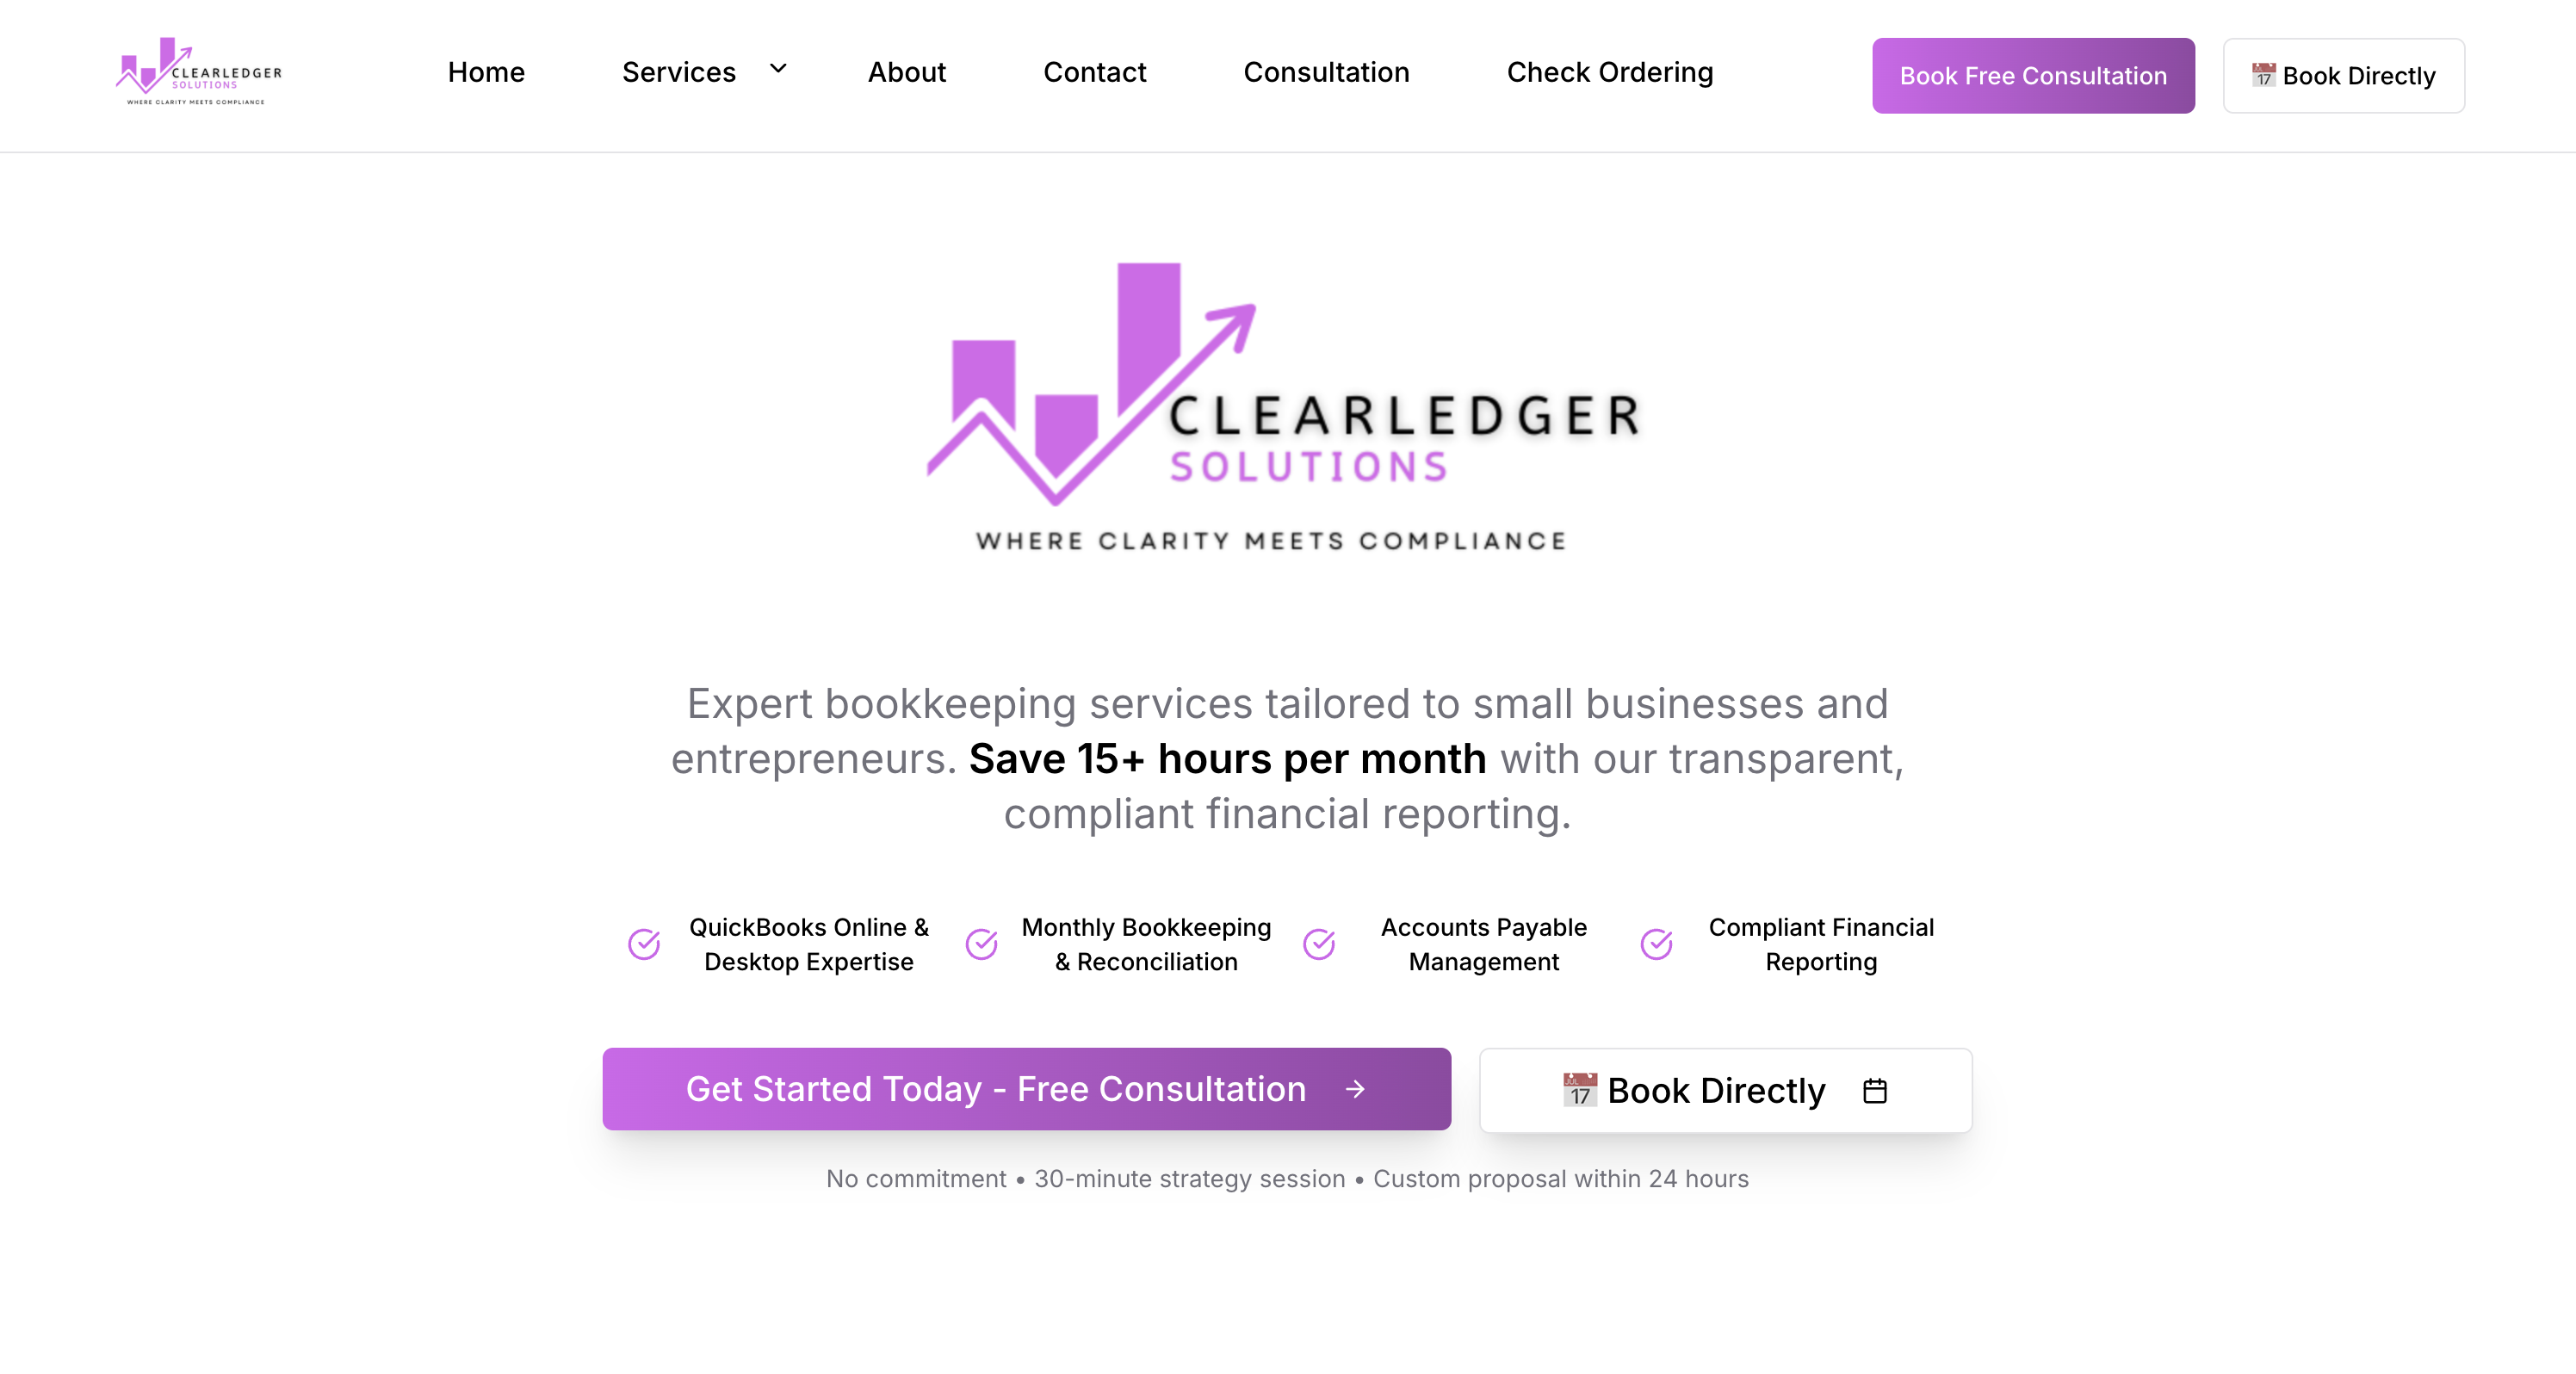 CLEARLEDGER
SOLUTIONS
WHERE CLARITY MEETS COMPLIANCE
Home
Services
About
Contact
Consultation
Check Ordering
Book Free Consultation
17
Book Directly
CLEARLEDGER
SOLUTIONS
WHERE CLARITY MEETS COMPLIANCE
Expert bookkeeping services tailored to small businesses and
entrepreneurs. Save 15+ hours per month with our transparent,
compliant financial reporting.
QuickBooks Online &
Desktop Expertise
Monthly Bookkeeping
& Reconciliation
Accounts Payable
Management
Compliant Financial
Reporting
Get Started Today - Free Consultation
JUL
17
Book Directly
No commitment • 30-minute strategy session • Custom proposal within 24 hours